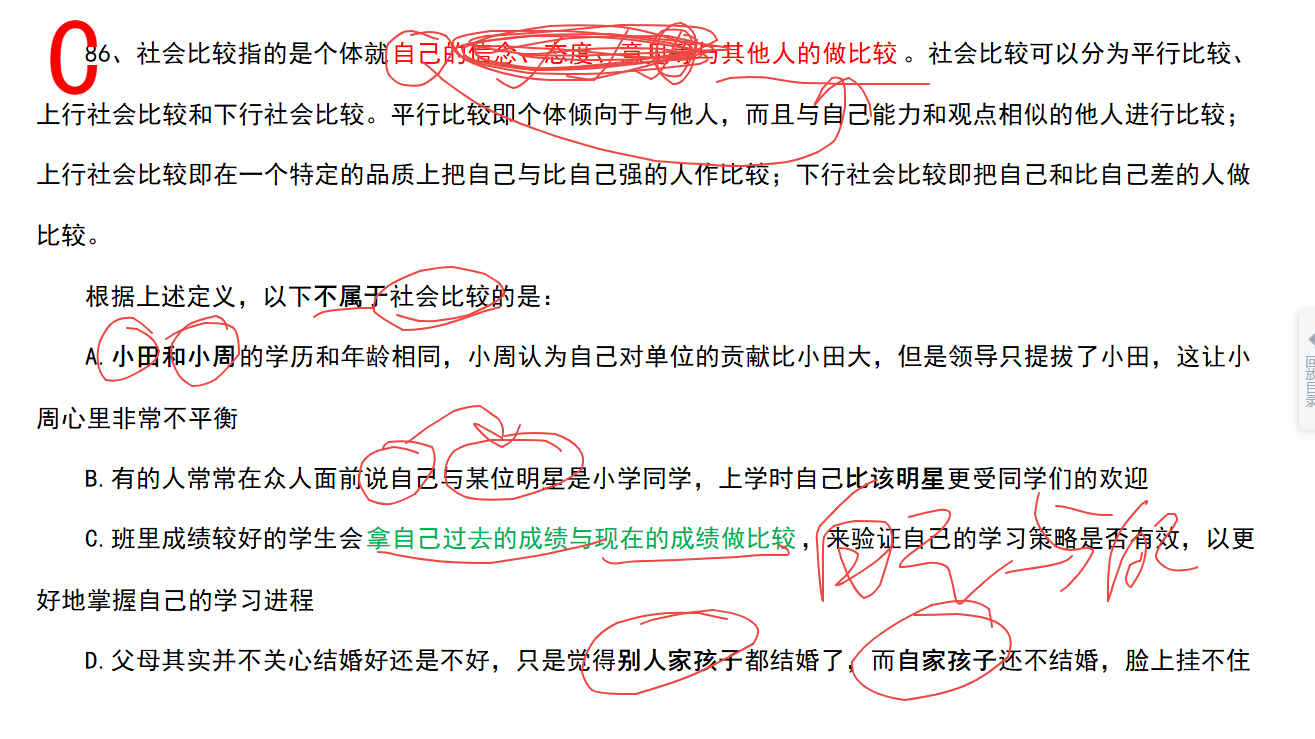 C
86、社会比较指的是个体就自己的信念、态度、意见等与其他人的做比较。社会比较可以分为平行比较、
上行社会比较和下行社会比较。平行比较即个体倾向于与他人，而且与自己能力和观点相似的他人进行比较；
上行社会比较即在一个特定的品质上把自己与比自己强的人作比较；下行社会比较即把自己和比自己差的人做
比较。
根据上述定义，以下不属于社会比较的是：
A.小田和小周的学历和年龄相同，小周认为自己对单位的贡献比小田大，但是领导只提拔了小田，这让小
周心里非常不平衡
B.有的人常常在众人面前说自己与某位明星是小学同学，上学时自己比该明星更受同学们的欢迎
C.班里成绩较好的学生会拿自己过去的成绩与现在的成绩做比较，来验证自己的学习策略是否有效，以更
好地掌握自己的学习进程
D.父母其实并不关心结婚好还是不好，只是觉得别人家孩子都结婚了，而自家孩子还不结婚，脸上挂不住
回放目录